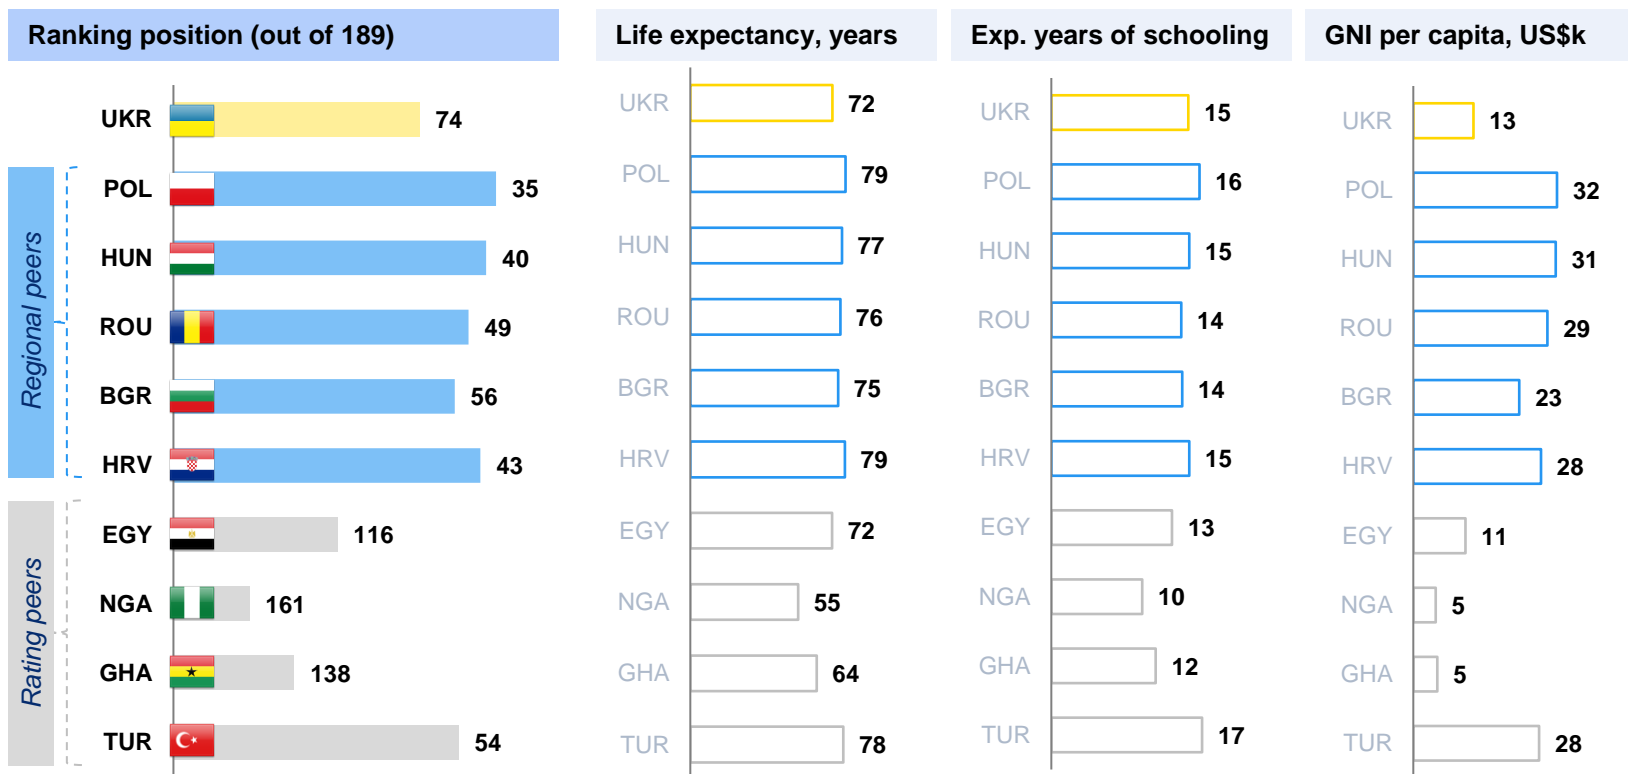 Ranking position (out of 189)
Life expectancy, years
Exp. years of schooling
GNI per capita, US$k
Regional peers
Rating peers
UKR 74
POL 35
HUN 40
ROU 49
BGR 56
HRV 43
EGY 116
NGA 161
GHA 138
TUR 54
UKR 72
POL 79
HUN 77
ROU 76
BGR 75
HRV 79
EGY 72
NGA 55
GHA 64
TUR 78
UKR 15
POL 16
HUN 15
ROU 14
BGR 14
HRV 15
EGY 13
NGA 10
GHA 12
TUR 17
UKR 13
POL 32
HUN 31
ROU 29
BGR 23
HRV 28
EGY 11
NGA 5
GHA 5
TUR 28